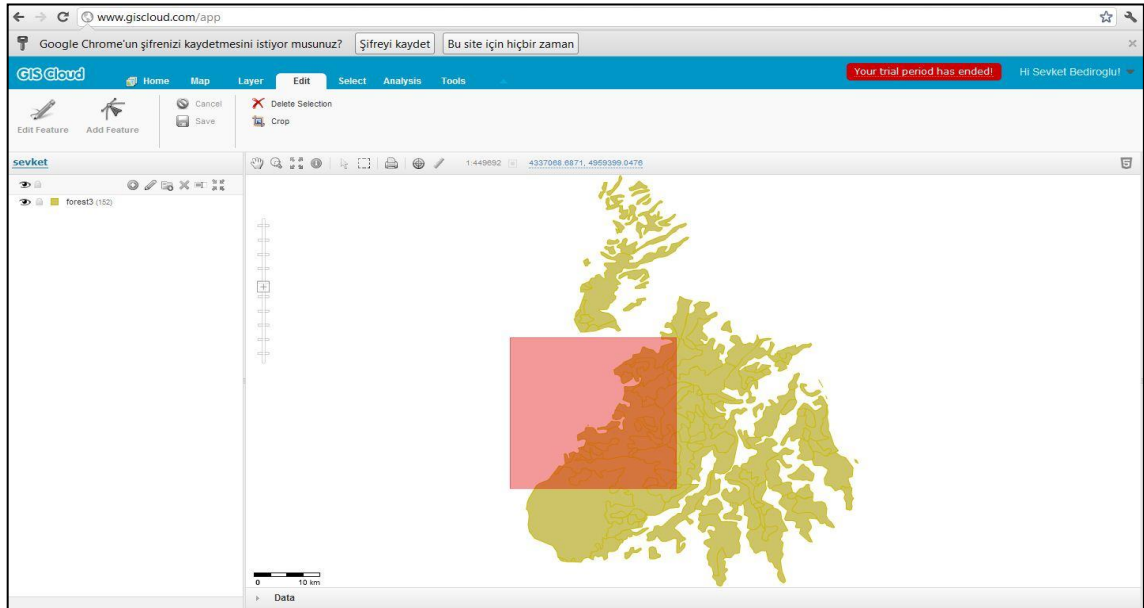 www.giscloud.com/app
Google Chrome'un şifrenizi kaydetmesini istiyor musunuz? Şifreyi kaydet Bu site için hiçbir zaman
GIS Cloud Home Map Layer Edit Select Analysis Tools Your trial period has ended! Hi Sevket Bediroglu!
Edit Feature Add Feature Cancel Save Delete Selection Crop
sevket 1:449692 4337068.6871, 4959399.0476
forest3 (152)
0 10 km
Data